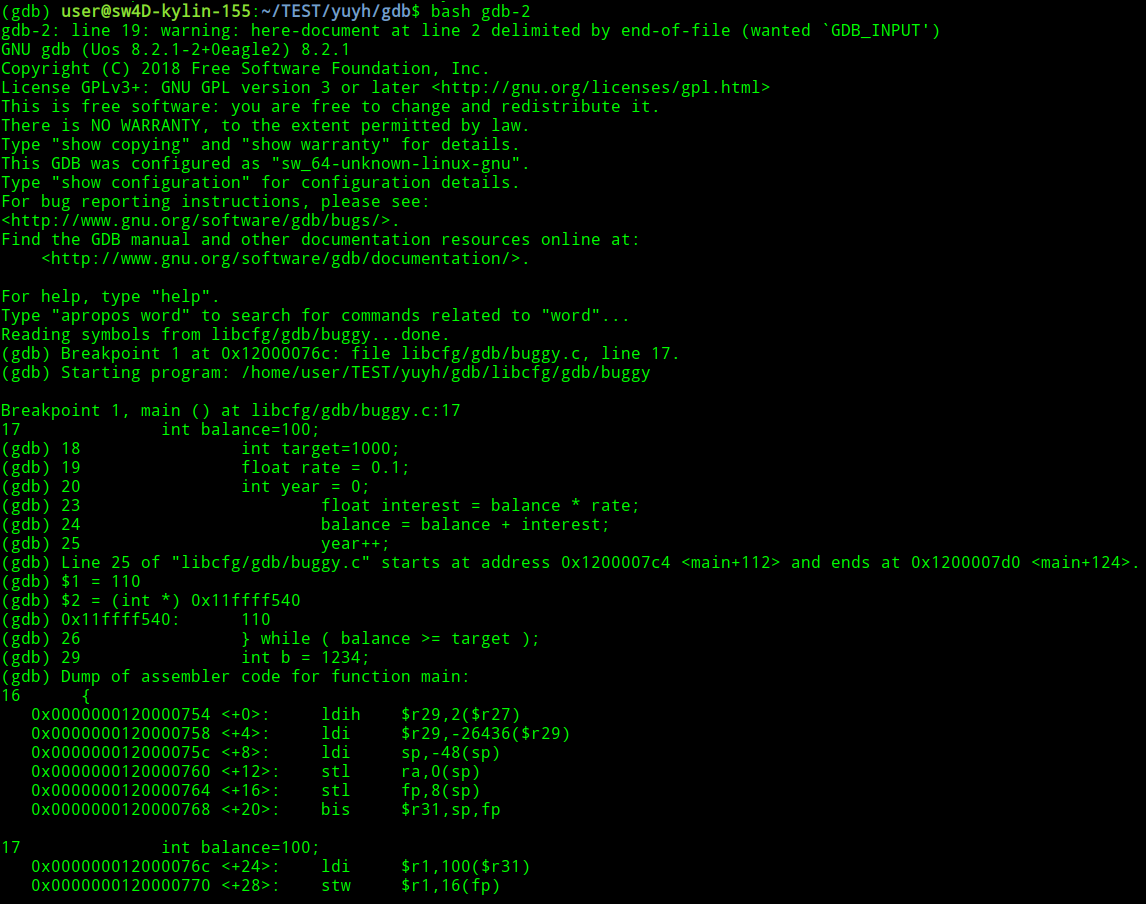 (gdb) user@sw4D-kylin-155:~/TEST/yuyh/gdb$ bash gdb-2
gdb-2: line 19: warning: here-document at line 2 delimited by end-of-file (wanted `GDB_INPUT')
GNU gdb (Uos 8.2.1-2+0eagle2) 8.2.1
Copyright (C) 2018 Free Software Foundation, Inc.
License GPLv3+: GNU GPL version 3 or later <http://gnu.org/licenses/gpl.html>
This is free software: you are free to change and redistribute it.
There is NO WARRANTY, to the extent permitted by law.
Type "show copying" and "show warranty" for details.
This GDB was configured as "sw_64-unknown-linux-gnu".
Type "show configuration" for configuration details.
For bug reporting instructions, please see:
<http://www.gnu.org/software/gdb/bugs/>.
Find the GDB manual and other documentation resources online at:
    <http://www.gnu.org/software/gdb/documentation/>.

For help, type "help".
Type "apropos word" to search for commands related to "word"...
Reading symbols from libcfg/gdb/buggy...done.
(gdb) Breakpoint 1 at 0x12000076c: file libcfg/gdb/buggy.c, line 17.
(gdb) Starting program: /home/user/TEST/yuyh/gdb/libcfg/gdb/buggy

Breakpoint 1, main () at libcfg/gdb/buggy.c:17
17              int balance=100;
(gdb) 18                int target=1000;
(gdb) 19                float rate = 0.1;
(gdb) 20                int year = 0;
(gdb) 23                        float interest = balance * rate;
(gdb) 24                        balance = balance + interest;
(gdb) 25                        year++;
(gdb) Line 25 of "libcfg/gdb/buggy.c" starts at address 0x1200007c4 <main+112> and ends at 0x1200007d0 <main+124>.
(gdb) $1 = 110
(gdb) $2 = (int *) 0x11ffff540
(gdb) 0x11ffff540:      110
(gdb) 26                } while ( balance >= target );
(gdb) 29                int b = 1234;
(gdb) Dump of assembler code for function main:
16      {
   0x0000000120000754 <+0>:     ldih    $r29,2($r27)
   0x0000000120000758 <+4>:     ldi     $r29,-26436($r29)
   0x000000012000075c <+8>:     ldi     sp,-48(sp)
   0x0000000120000760 <+12>:    stl     ra,0(sp)
   0x0000000120000764 <+16>:    stl     fp,8(sp)
   0x0000000120000768 <+20>:    bis     $r31,sp,fp

17              int balance=100;
   0x000000012000076c <+24>:    ldi     $r1,100($r31)
   0x0000000120000770 <+28>:    stw     $r1,16(fp)